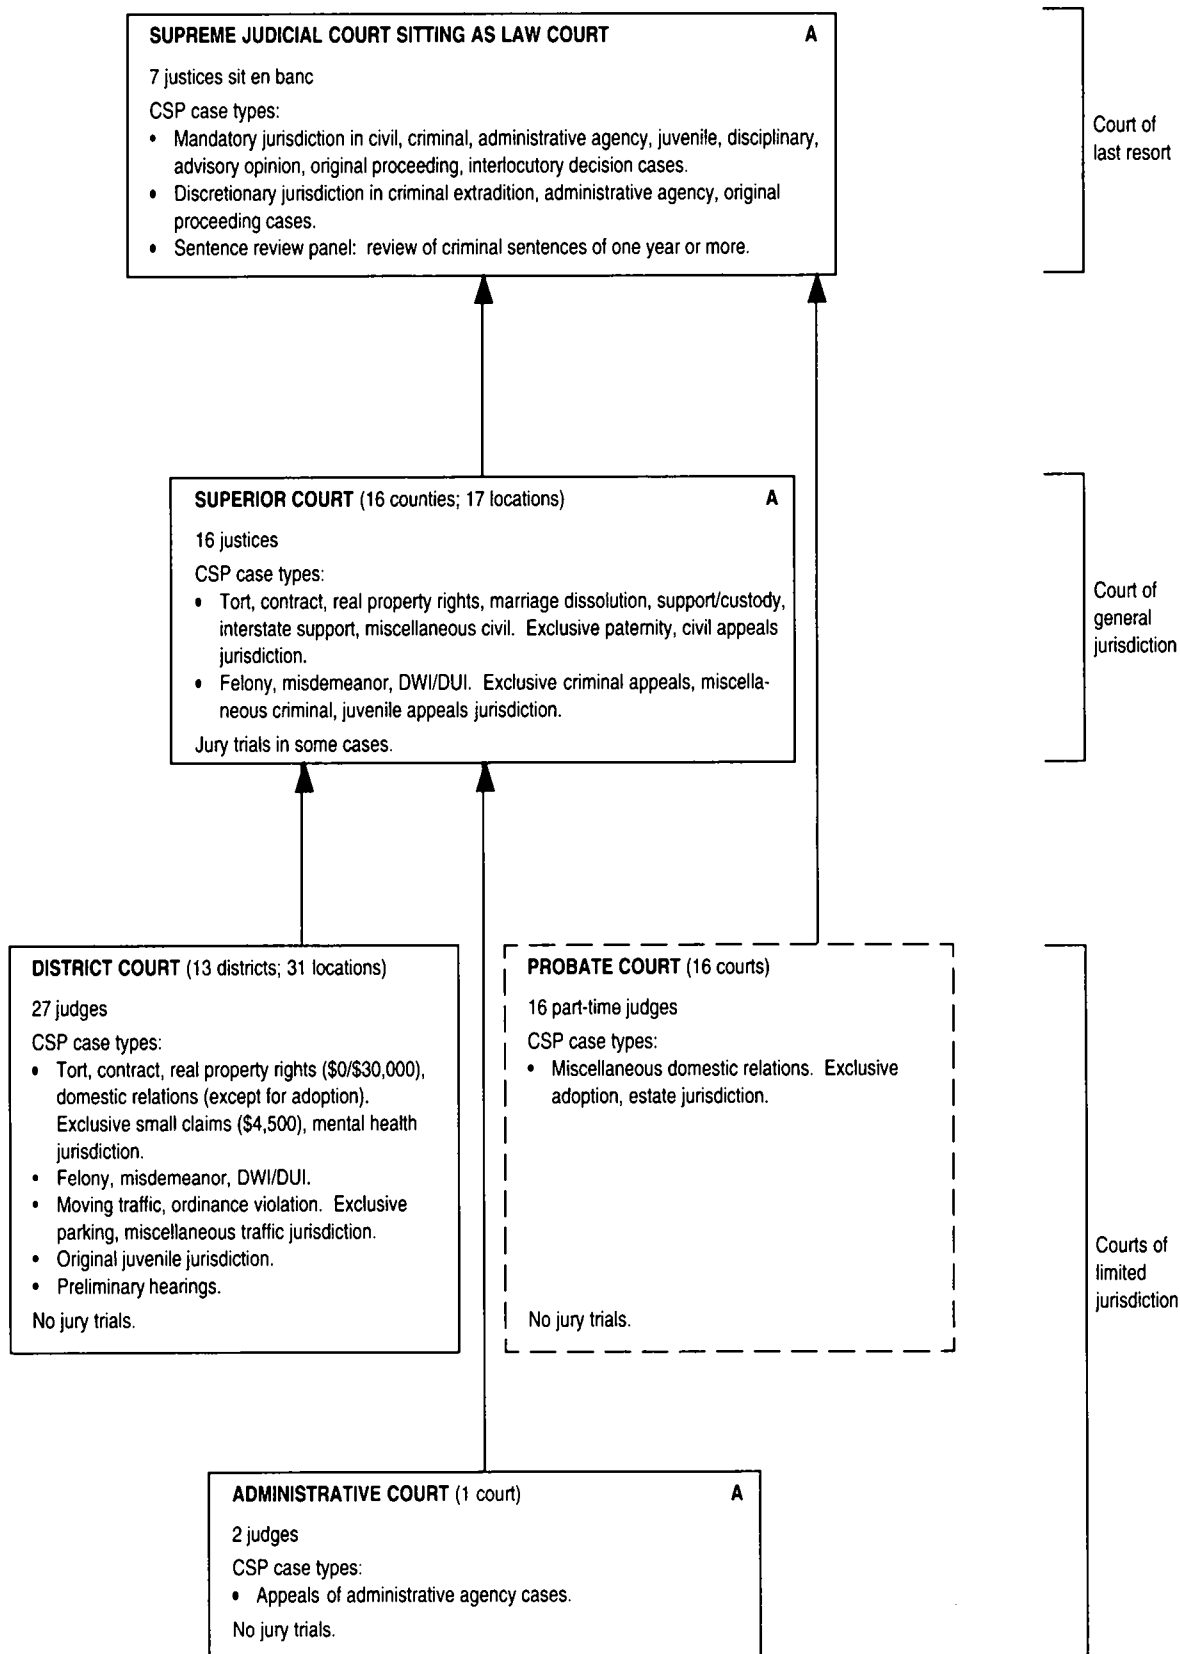 SUPREME JUDICIAL COURT SITTING AS LAW COURT A
7 justices sit en banc
CSP case types:
• Mandatory jurisdiction in civil, criminal, administrative agency, juvenile, disciplinary,
advisory opinion, original proceeding, interlocutory decision cases.
• Discretionary jurisdiction in criminal extradition, administrative agency, original
proceeding cases.
• Sentence review panel: review of criminal sentences of one year or more.
Court of
last resort
SUPERIOR COURT (16 counties; 17 locations) A
16 justices
CSP case types:
• Tort, contract, real property rights, marriage dissolution, support/custody,
interstate support, miscellaneous civil. Exclusive paternity, civil appeals
jurisdiction.
• Felony, misdemeanor, DWI/DUI. Exclusive criminal appeals, miscella-
neous criminal, juvenile appeals jurisdiction.
Jury trials in some cases.
Court of
general
jurisdiction
DISTRICT COURT (13 districts; 31 locations)
27 judges
CSP case types:
• Tort, contract, real property rights ($0/$30,000),
domestic relations (except for adoption).
Exclusive small claims ($4,500), mental health
jurisdiction.
• Felony, misdemeanor, DWI/DUI.
• Moving traffic, ordinance violation. Exclusive
parking, miscellaneous traffic jurisdiction.
• Original juvenile jurisdiction.
• Preliminary hearings.
No jury trials.
PROBATE COURT (16 courts)
16 part-time judges
CSP case types:
• Miscellaneous domestic relations. Exclusive
adoption, estate jurisdiction.
No jury trials.
Courts of
limited
jurisdiction
ADMINISTRATIVE COURT (1 court) A
2 judges
CSP case types:
• Appeals of administrative agency cases.
No jury trials.